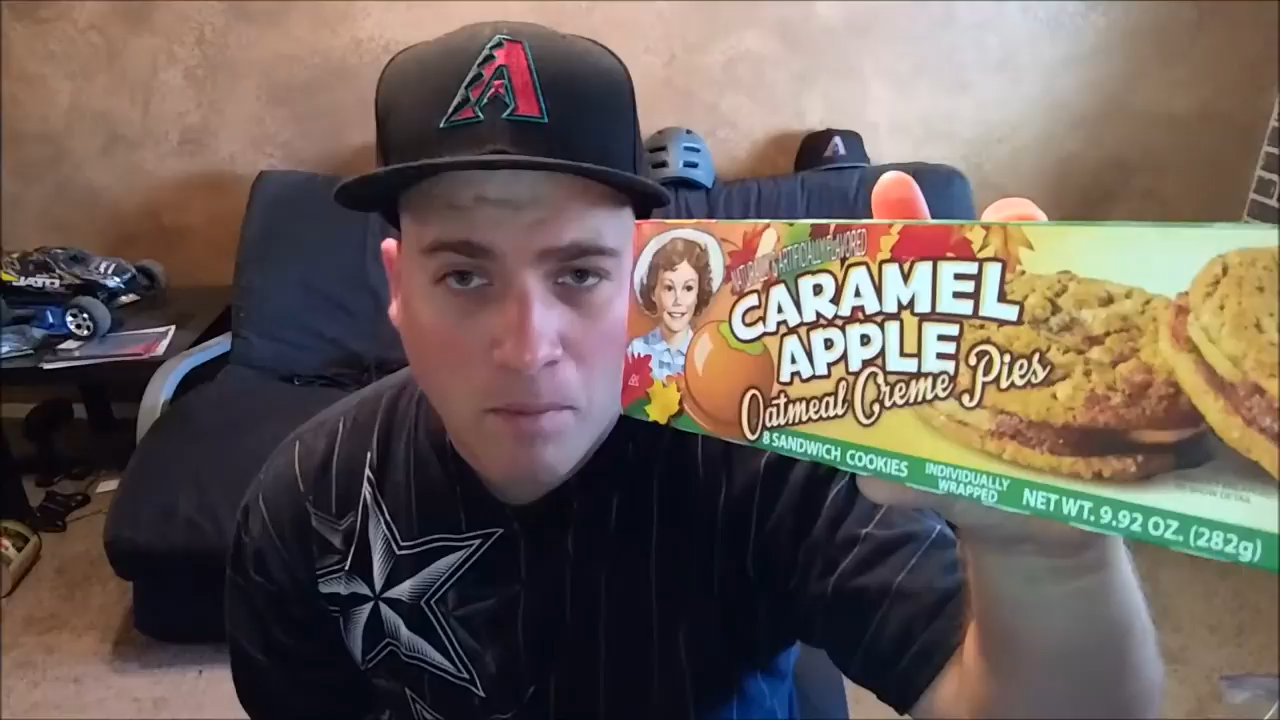 A
A
JATO
NATURALLY & ARTIFICIALLY FLAVORED
CARAMEL
APPLE
Oatmeal Creme Pies
8 SANDWICH COOKIES
INDIVIDUALLY
WRAPPED
NET WT. 9.92 OZ. (282g)